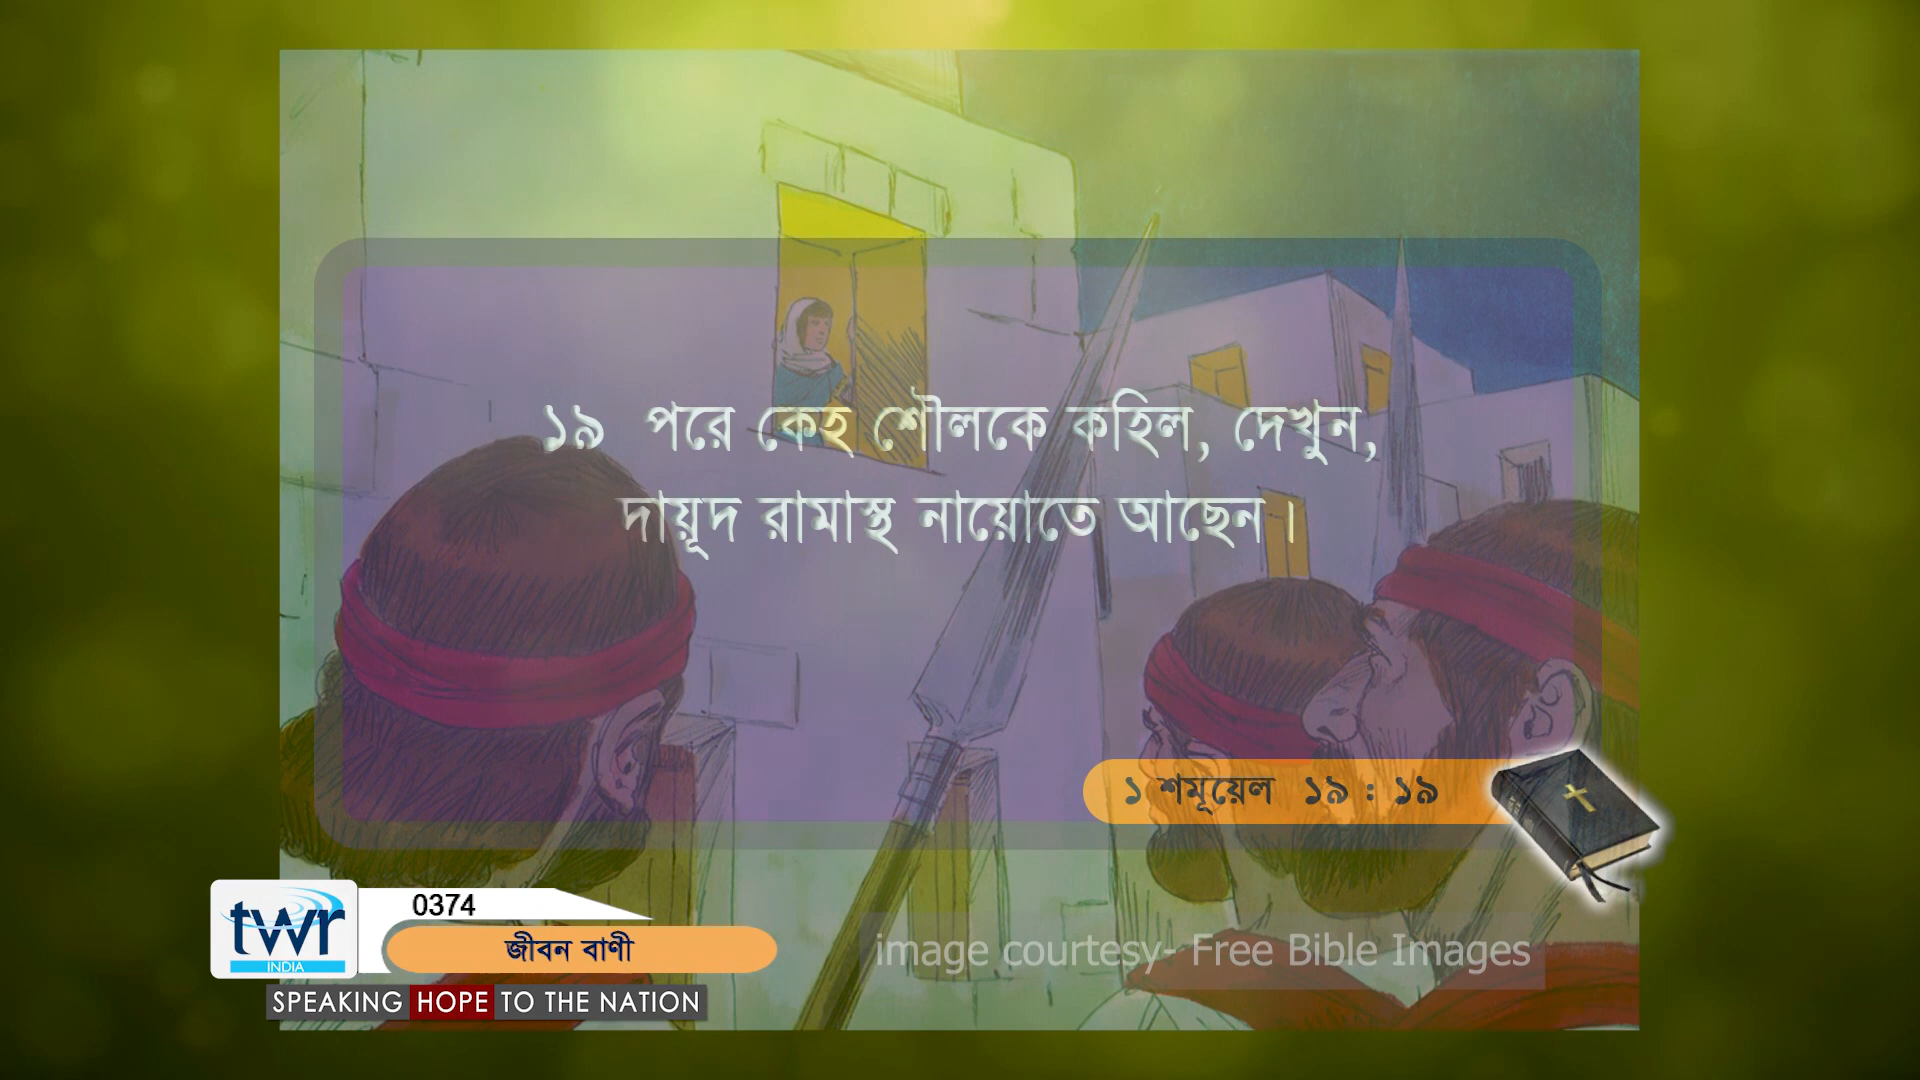 ১৯ পরে কেহ শৌলকে কহিল, দেখুন,
দায়ূদ রামাস্থ নায়োতে আছেন।
১ শমূয়েল ১৯ : ১৯
0374
twr
INDIA
জীবন বাণী
image courtesy- Free Bible Images
SPEAKING HOPE TO THE NATION